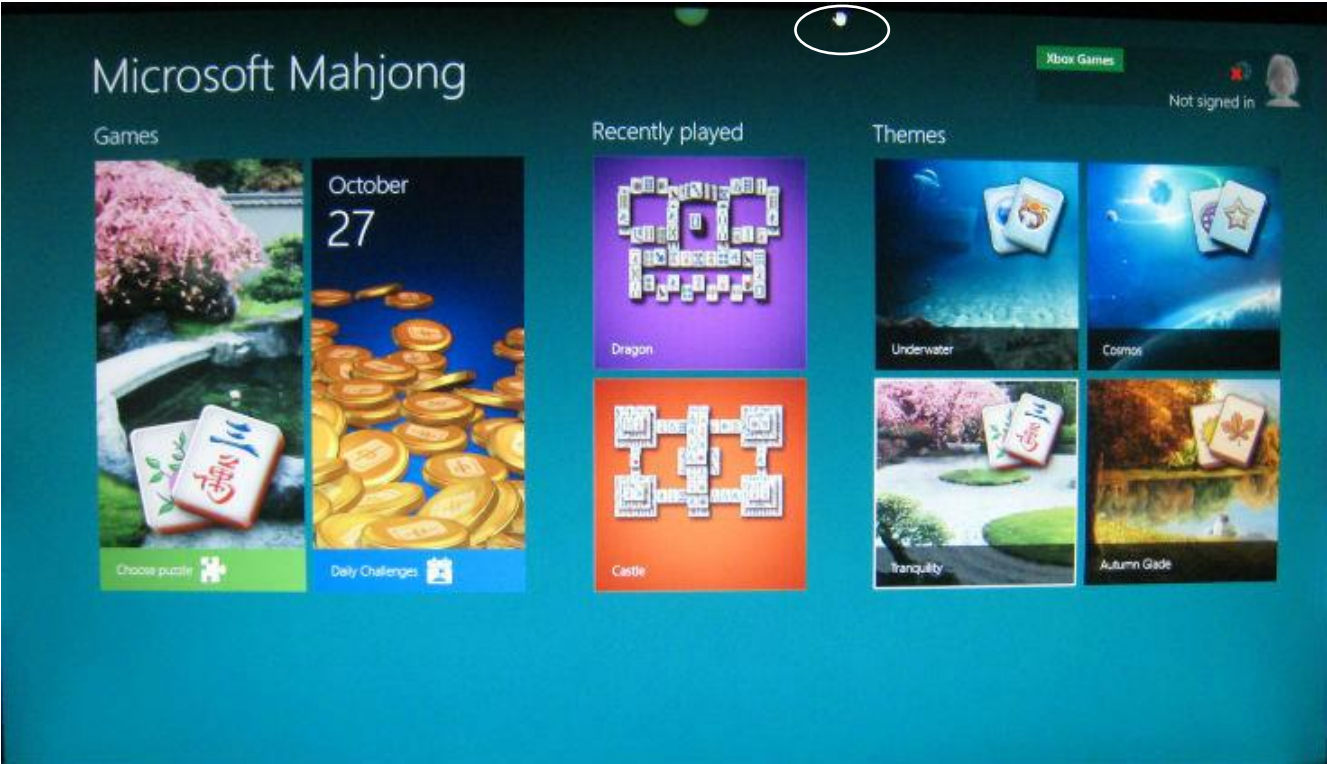 Microsoft Mahjong
Xbox Games
Not signed in
Games
Recently played
Themes
October
27
Dragon
Underwater
Cosmos
Choose puzzle
Daily Challenges
Castle
Tranquility
Autumn Glade